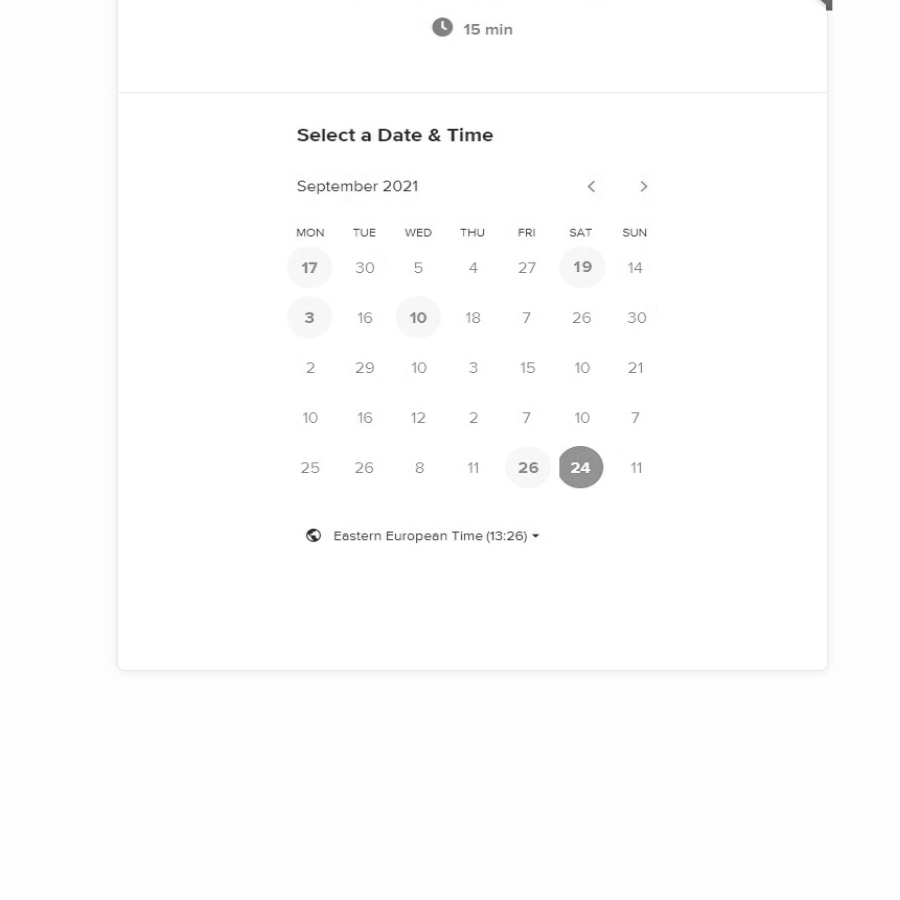 15 min
Select a Date & Time
September 2021
MON TUE WED THU FRI SAT SUN
17 30 5 4 27 19 14
3 16 10 18 7 26 30
2 29 10 3 15 10 21
10 16 12 2 7 10 7
25 26 8 11 26 24 11
Eastern European Time (13:26)